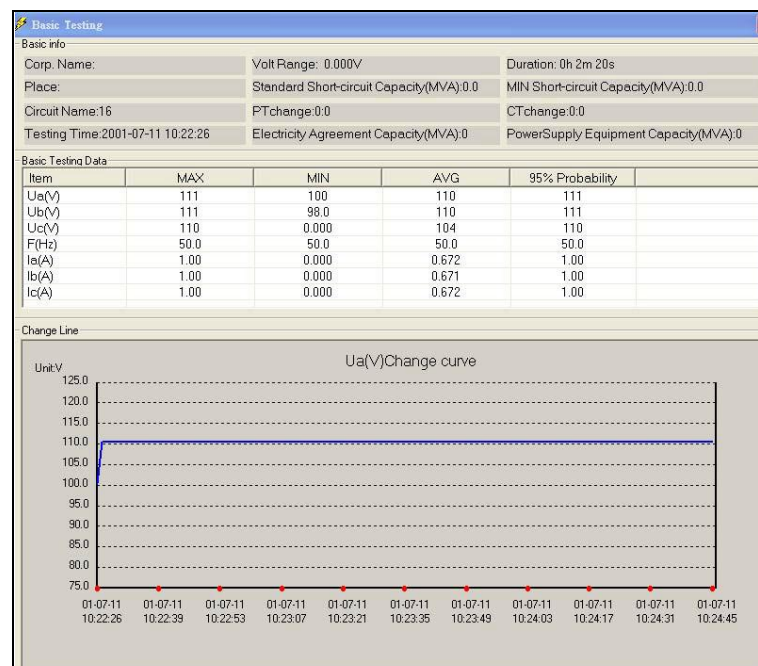 Basic Testing
Basic info
Corp. Name: Volt Range: 0.000V Duration: 0h 2m 20s
Place: Standard Short-circuit Capacity(MVA):0.0 MIN Short-circuit Capacity(MVA):0.0
Circuit Name:16 PTchange:0:0 CTchange:0:0
Testing Time:2001-07-11 10:22:26 Electricity Agreement Capacity(MVA):0 PowerSupply Equipment Capacity(MVA):0
Basic Testing Data
Item MAX MIN AVG 95% Probability
Ua(V) 111 100 110 111
Ub(V) 111 98.0 110 111
Uc(V) 110 0.000 104 110
F(Hz) 50.0 50.0 50.0 50.0
Ia(A) 1.00 0.000 0.672 1.00
Ib(A) 1.00 0.000 0.671 1.00
Ic(A) 1.00 0.000 0.672 1.00
Change Line
Ua(V)Change curve
Unit:V
125.0
120.0
115.0
110.0
105.0
100.0
95.0
90.0
85.0
80.0
75.0
01-07-11 01-07-11 01-07-11 01-07-11 01-07-11 01-07-11 01-07-11 01-07-11 01-07-11 01-07-11 01-07-11
10:22:26 10:22:39 10:22:53 10:23:07 10:23:21 10:23:35 10:23:49 10:24:03 10:24:17 10:24:31 10:24:45